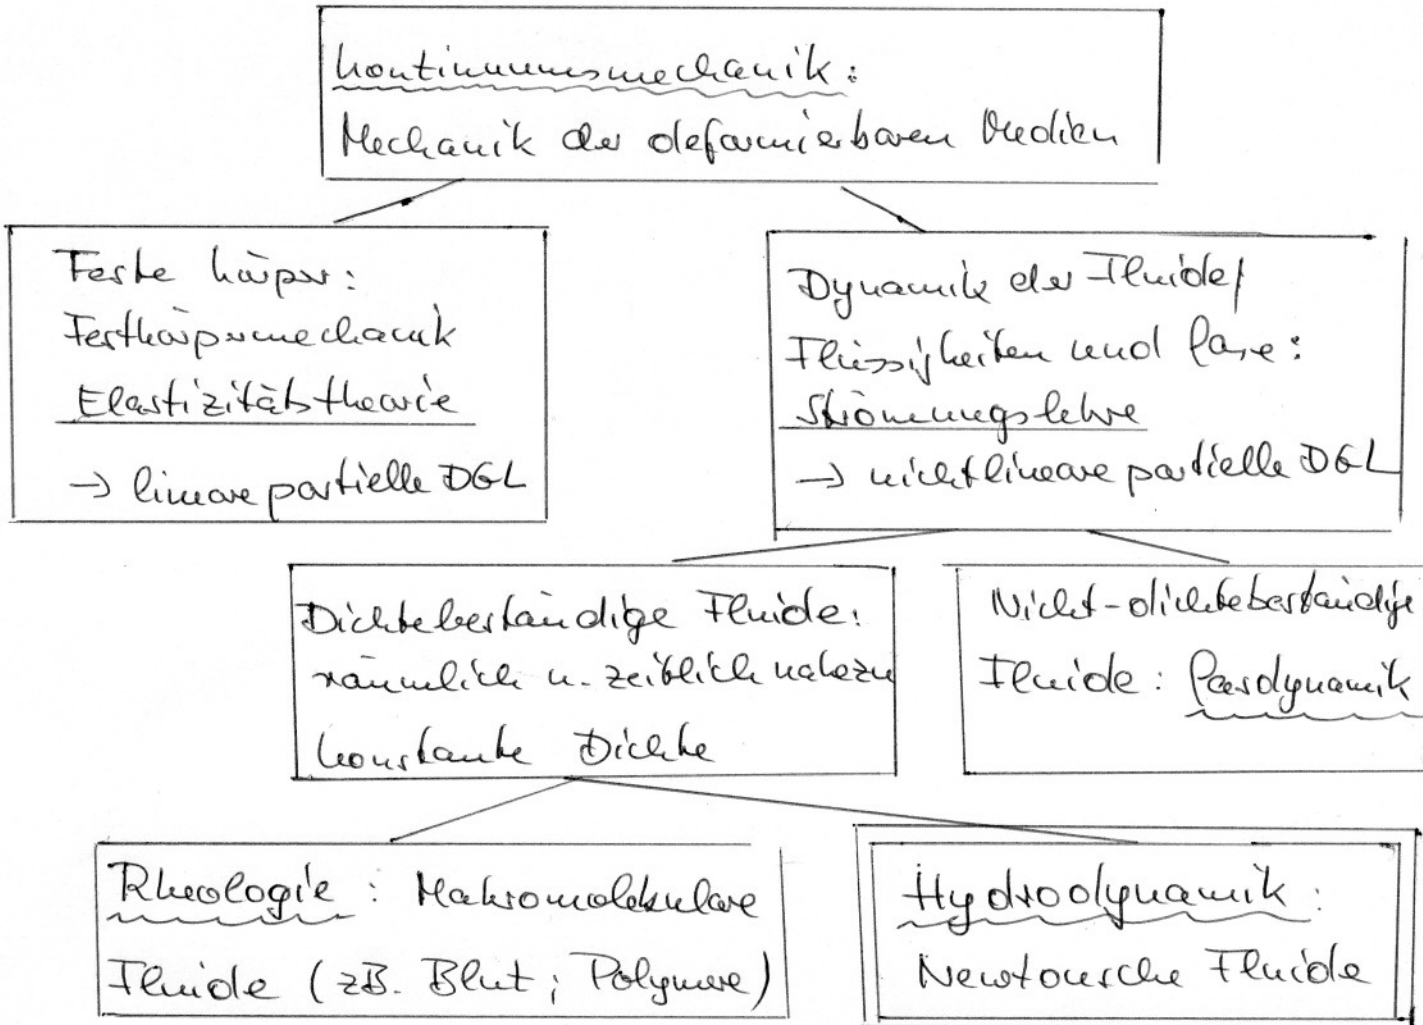 Kontinuumsmechanik:
Mechanik der deformierbaren Medien
Feste Körper:
Festkörpermechanik
Elastizitätstheorie
→ lineare partielle DGL
Dynamik der Fluide /
Flüssigkeiten und Gase:
Strömungslehre
→ nichtlineare partielle DGL
Dichtebeständige Fluide:
räumlich u. zeitlich nahezu
konstante Dichte
Nicht-dichtebeständige
Fluide: Gasdynamik
Rheologie: Makromolekulare
Fluide (zB. Blut; Polymere)
Hydrodynamik:
Newtonsche Fluide